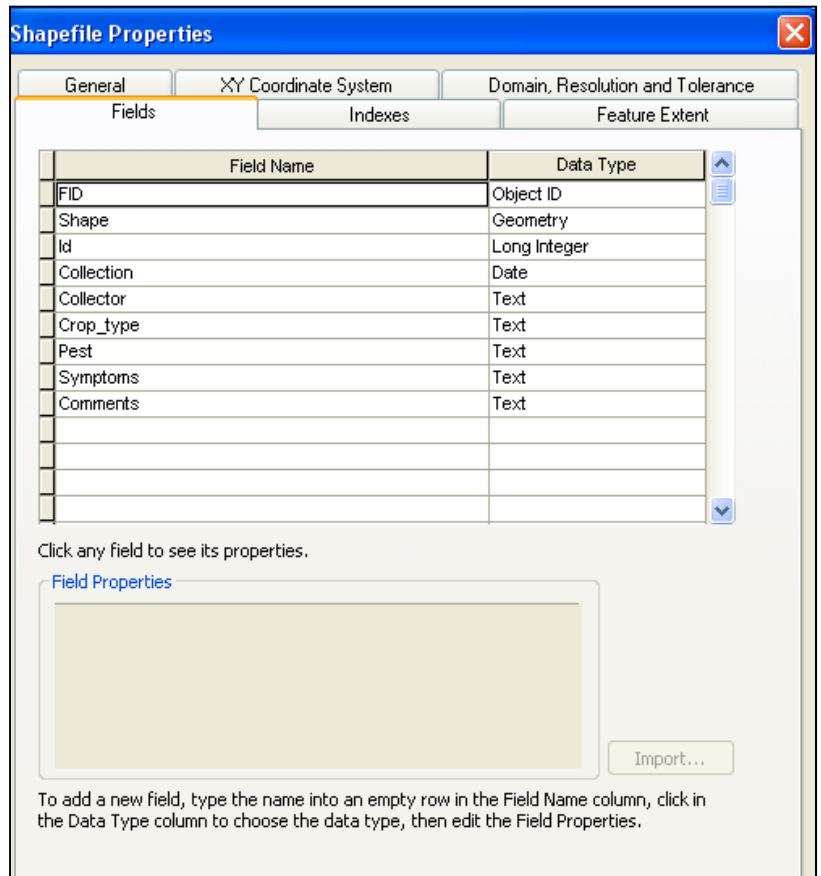 Shapefile Properties
General XY Coordinate System Domain, Resolution and Tolerance
Fields Indexes Feature Extent
Field Name Data Type
FID Object ID
Shape Geometry
Id Long Integer
Collection Date
Collector Text
Crop_type Text
Pest Text
Symptoms Text
Comments Text
Click any field to see its properties.
Field Properties
Import...
To add a new field, type the name into an empty row in the Field Name column, click in
the Data Type column to choose the data type, then edit the Field Properties.